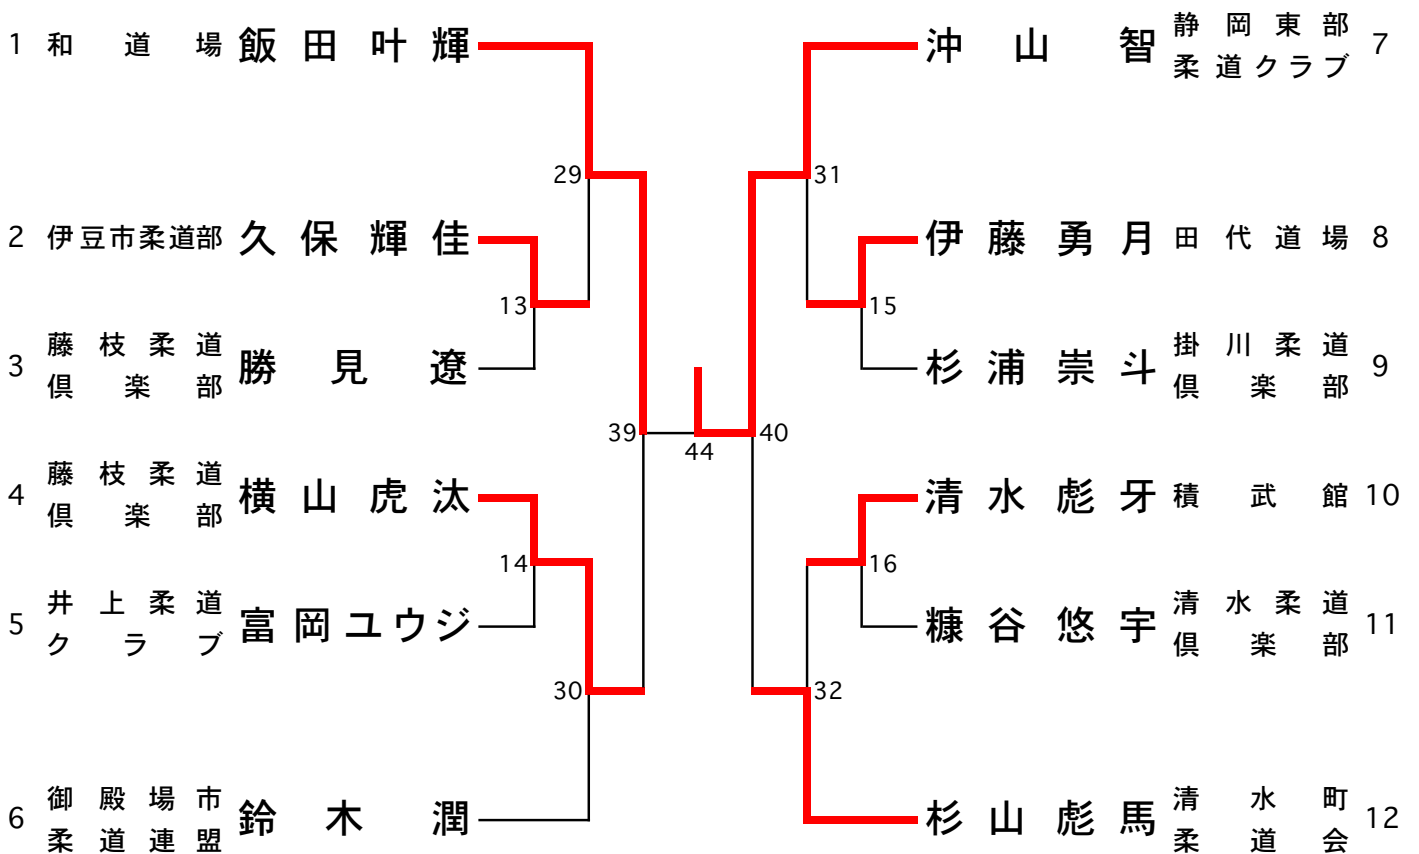 1 和道場 飯田叶輝
2 伊豆市柔道部 久保輝佳
3 藤枝柔道倶楽部 勝見遼
4 藤枝柔道倶楽部 横山虎汰
5 井上柔道クラブ 富岡ユウジ
6 御殿場市柔道連盟 鈴木潤
29
13
39
14
30
44
31
15
40
16
32
沖山智 静岡東部柔道クラブ 7
伊藤勇月 田代道場 8
杉浦崇斗 掛川柔道倶楽部 9
清水彪牙 積武館 10
糠谷悠宇 清水柔道倶楽部 11
杉山彪馬 清水町柔道会 12